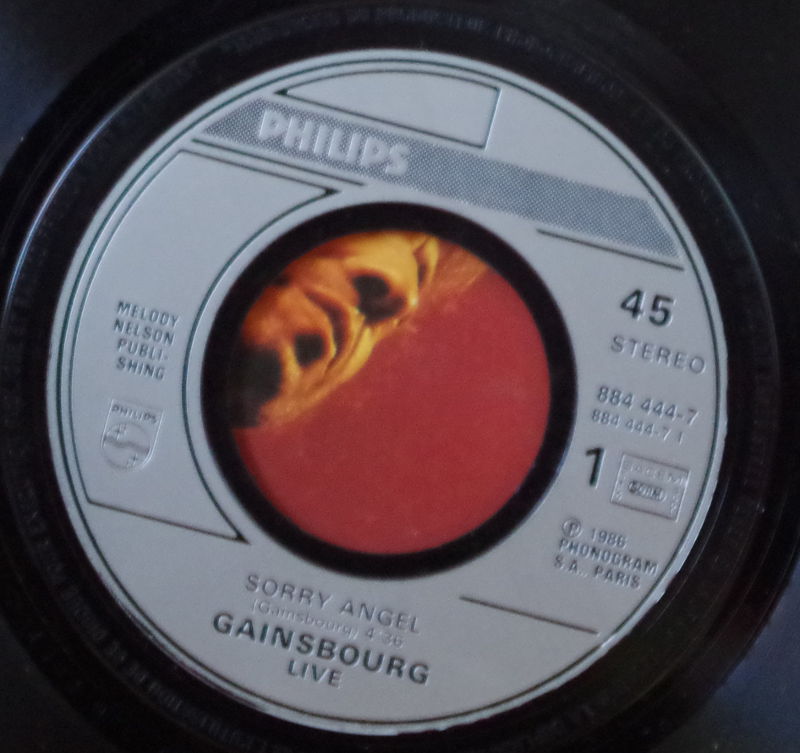 PHILIPS
45
STEREO
884 444-7
884 444-7 1
1
℗ 1986
PHONOGRAM
S.A., PARIS
MELODY
NELSON
PUBLI-
SHING
PHILIPS
SORRY ANGEL
(Gainsbourg) 4'36
GAINSBOURG
LIVE